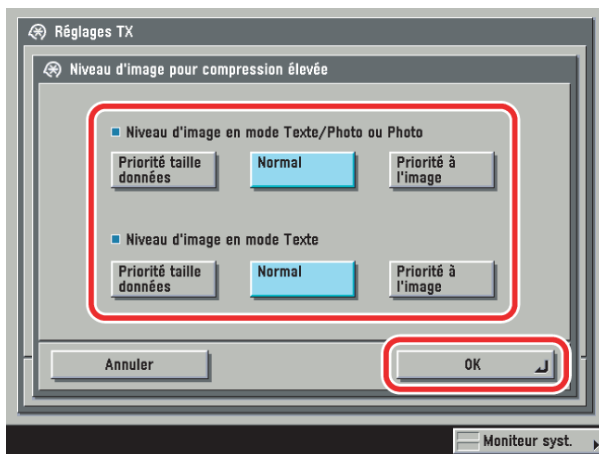 Réglages TX
Niveau d'image pour compression élevée
Niveau d'image en mode Texte/Photo ou Photo
Priorité taille
données
Normal
Priorité à
l'image
Niveau d'image en mode Texte
Priorité taille
données
Normal
Priorité à
l'image
Annuler
OK
Moniteur syst.